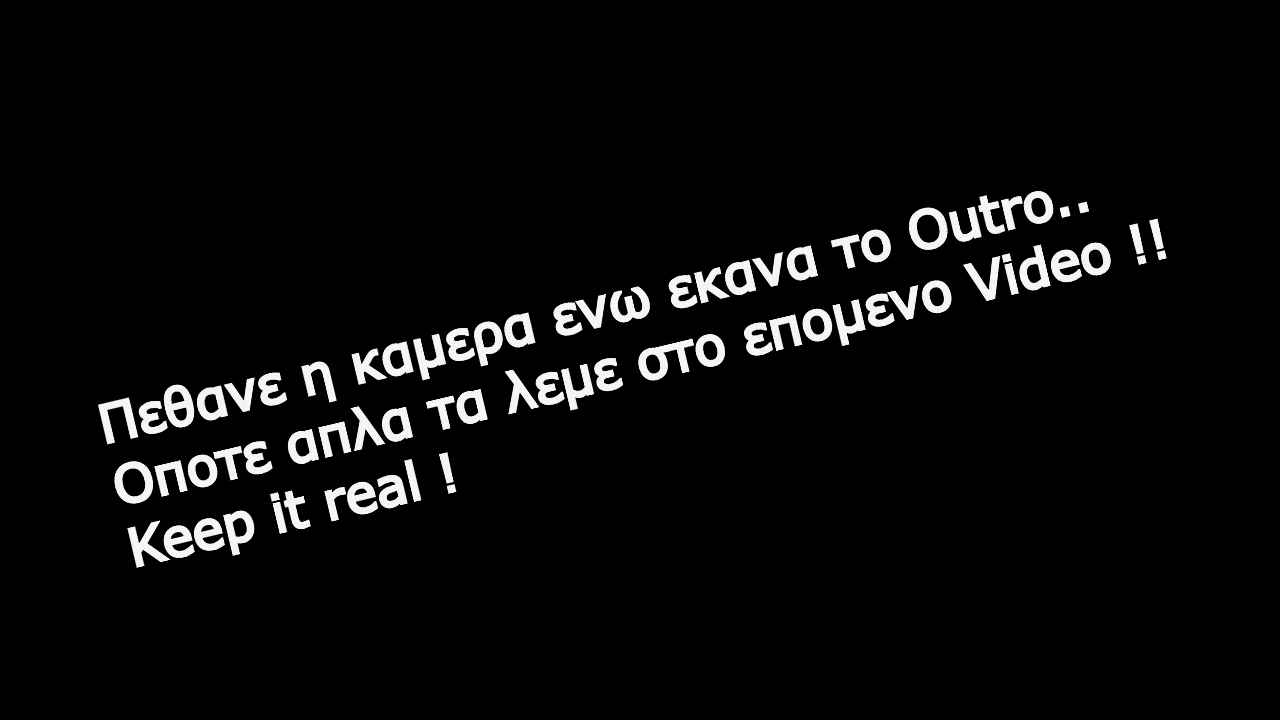 Πεθανε η καμερα ενω εκανα το Outro..
Οποτε απλα τα λεμε στο επομενο Video !!
Keep it real !